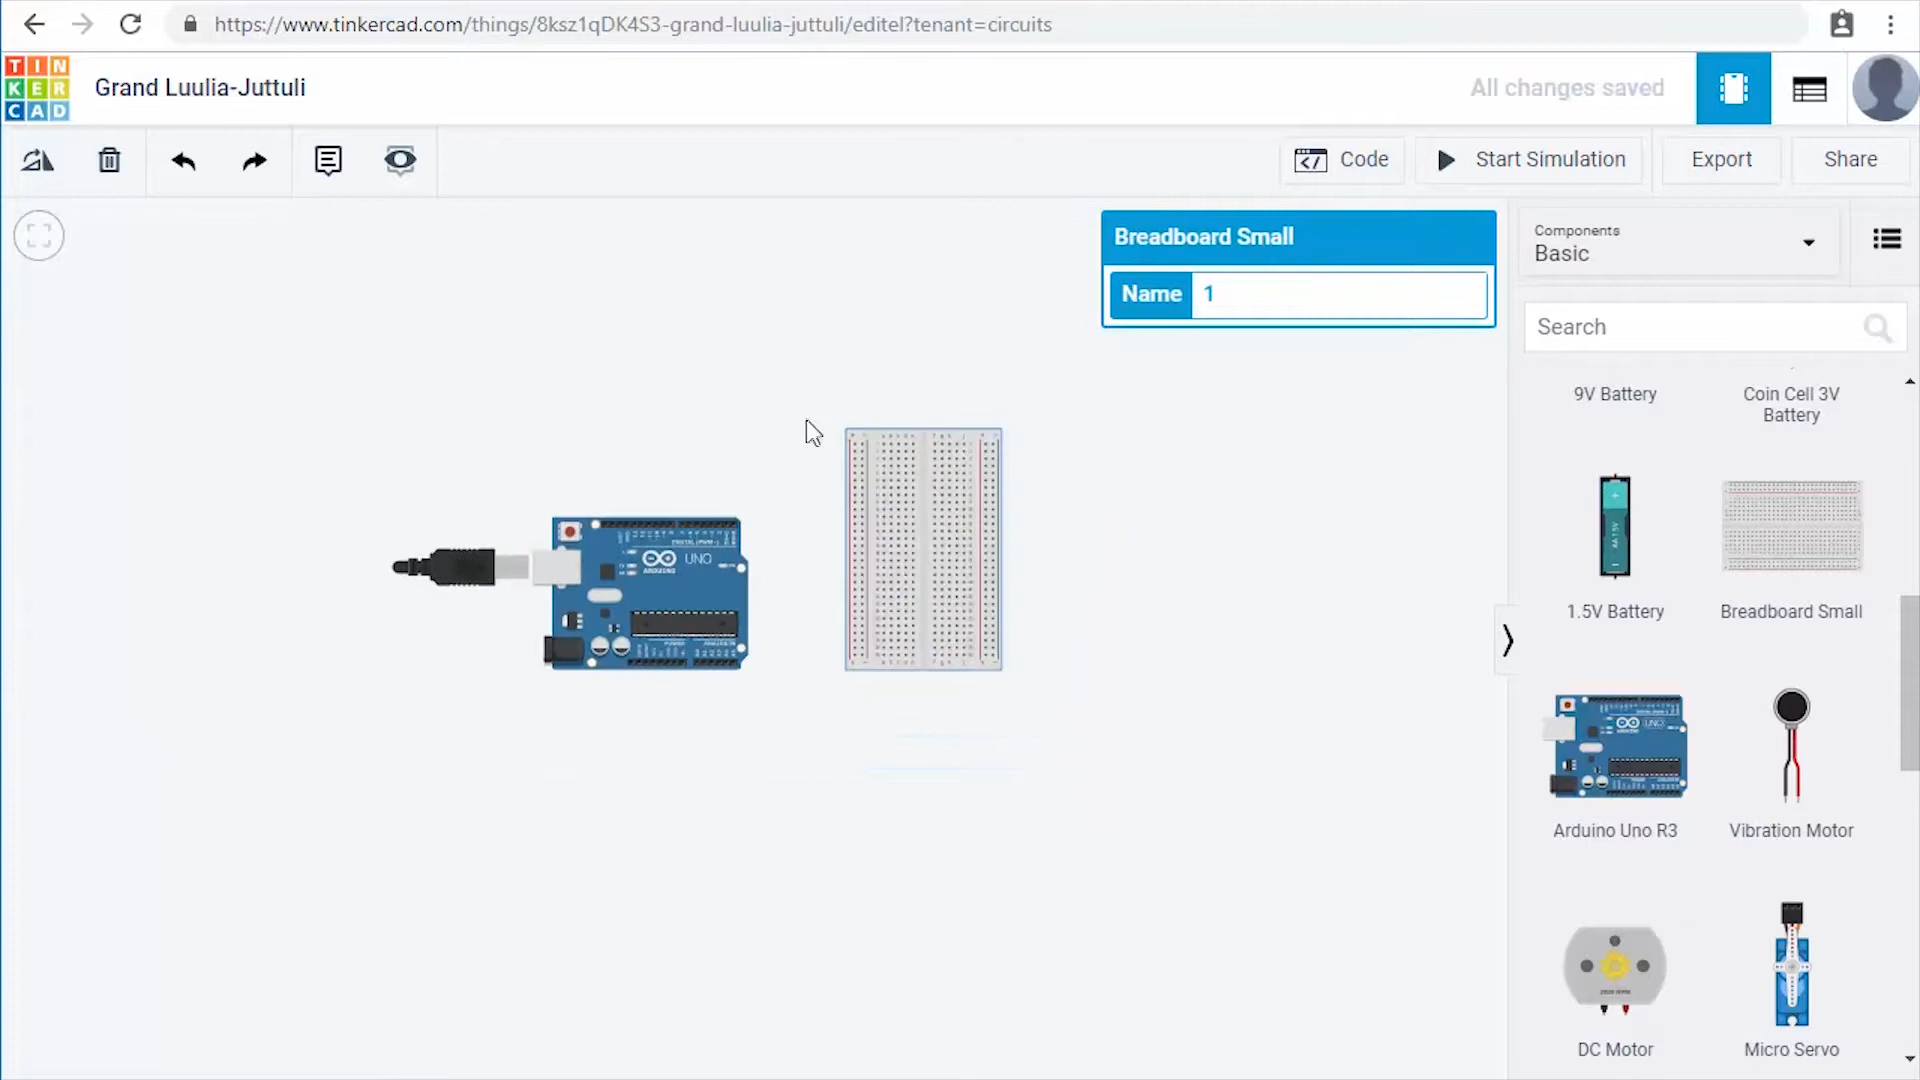 https://www.tinkercad.com/things/8ksz1qDK4S3-grand-luulia-juttuli/editel?tenant=circuits
TIN
KER
CAD
Grand Luulia-Juttuli
All changes saved
Code
Start Simulation
Export
Share
Breadboard Small
Name 1
Components
Basic
Search
9V Battery
Coin Cell 3V
Battery
1.5V Battery
Breadboard Small
UNO
ARDUINO
Arduino Uno R3
Vibration Motor
DC Motor
Micro Servo